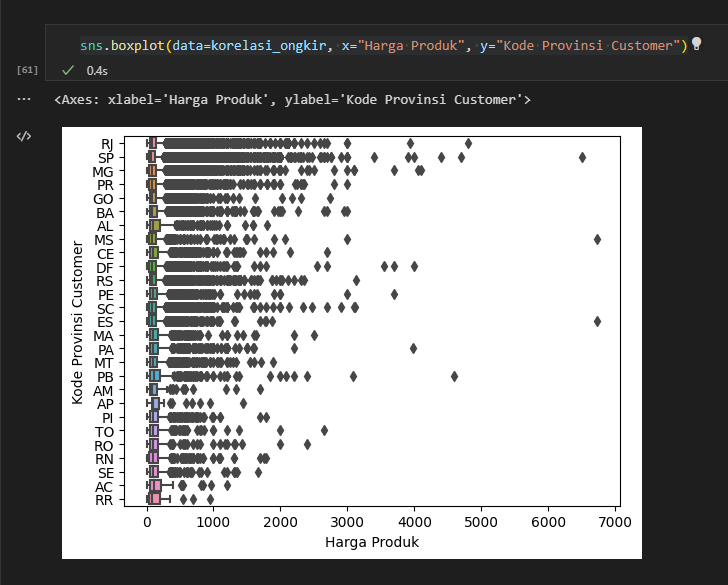 sns.boxplot(data=korelasi_ongkir, x="Harga Produk", y="Kode Provinsi Customer")
[61]
0.4s
<Axes: xlabel='Harga Produk', ylabel='Kode Provinsi Customer'>
Kode Provinsi Customer
RJ
SP
MG
PR
GO
BA
AL
MS
CE
DF
RS
PE
SC
ES
MA
PA
MT
PB
AM
AP
PI
TO
RO
RN
SE
AC
RR
0 1000 2000 3000 4000 5000 6000 7000
Harga Produk